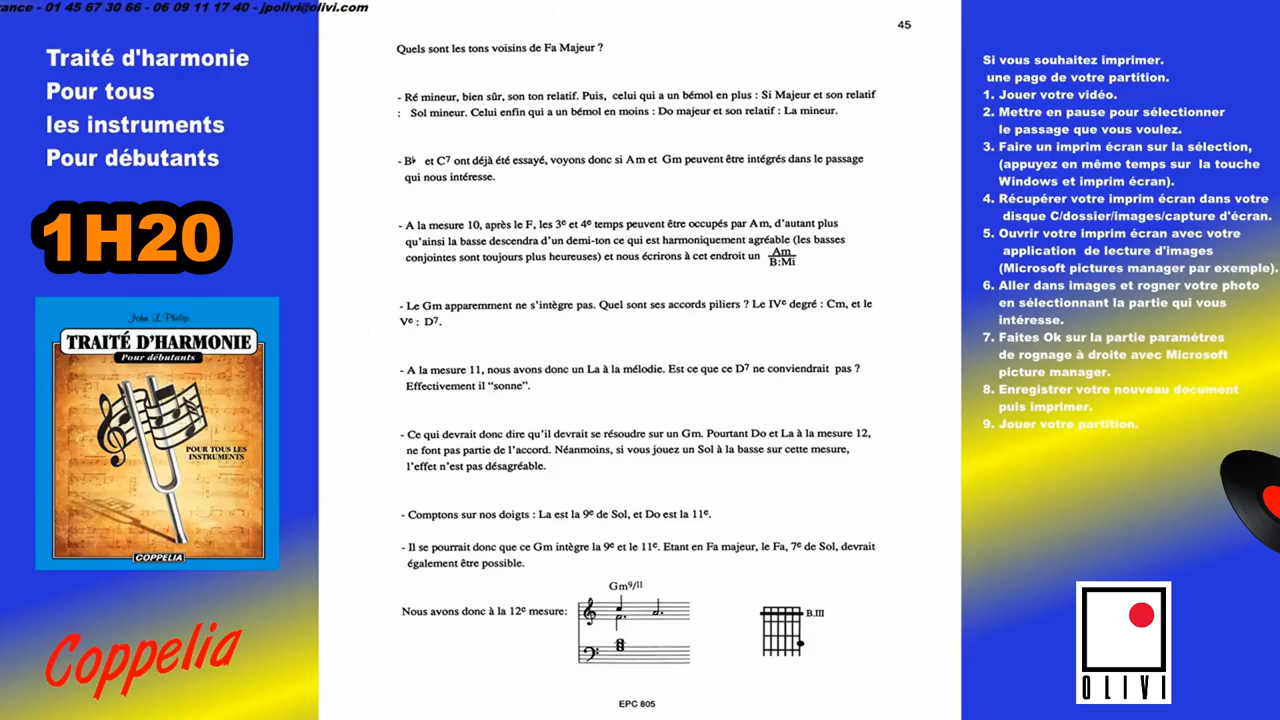 rance - 01 45 67 30 66 - 06 09 11 17 40 - jpolivi@olivi.com
Traité d'harmonie
Pour tous
les instruments
Pour débutants
1H20
John L. Philip
TRAITÉ D'HARMONIE
Pour débutants
POUR TOUS LES
INSTRUMENTS
COPPELIA
Coppelia
45
Quels sont les tons voisins de Fa Majeur ?
- Ré mineur, bien sûr, son ton relatif. Puis, celui qui a un bémol en plus : Si Majeur et son relatif
: Sol mineur. Celui enfin qui a un bémol en moins : Do majeur et son relatif : La mineur.
- B♭ et C7 ont déjà été essayé, voyons donc si Am et Gm peuvent être intégrés dans le passage
qui nous intéresse.
- A la mesure 10, après le F, les 3e et 4e temps peuvent être occupés par Am, d'autant plus
qu'ainsi la basse descendra d'un demi-ton ce qui est harmoniquement agréable (les basses
conjointes sont toujours plus heureuses) et nous écrirons à cet endroit un Am
B:Mi
- Le Gm apparemment ne s'intègre pas. Quel sont ses accords piliers ? Le IVe degré : Cm, et le
Ve : D7.
- A la mesure 11, nous avons donc un La à la mélodie. Est ce que ce D7 ne conviendrait pas ?
Effectivement il "sonne".
- Ce qui devrait donc dire qu'il devrait se résoudre sur un Gm. Pourtant Do et La à la mesure 12,
ne font pas partie de l'accord. Néanmoins, si vous jouez un Sol à la basse sur cette mesure,
l'effet n'est pas désagréable.
- Comptons sur nos doigts : La est la 9e de Sol, et Do est la 11e.
- Il se pourrait donc que ce Gm intègre la 9e et le 11e. Etant en Fa majeur, le Fa, 7e de Sol, devrait
également être possible.
Gm9/11
Nous avons donc à la 12e mesure:
B.III
EPC 805
Si vous souhaitez imprimer.
une page de votre partition.
1. Jouer votre vidéo.
2. Mettre en pause pour sélectionner
le passage que vous voulez.
3. Faire un imprim écran sur la sélection,
(appuyez en même temps sur la touche
Windows et imprim écran).
4. Récupérer votre imprim écran dans votre
disque C/dossier/images/capture d'écran.
5. Ouvrir votre imprim écran avec votre
application de lecture d'images
(Microsoft pictures manager par exemple).
6. Aller dans images et rogner votre photo
en sélectionnant la partie qui vous
intéresse.
7. Faites Ok sur la partie paramétres
de rognage à droite avec Microsoft
picture manager.
8. Enregistrer votre nouveau document
puis imprimer.
9. Jouer votre partition.
OLIVI